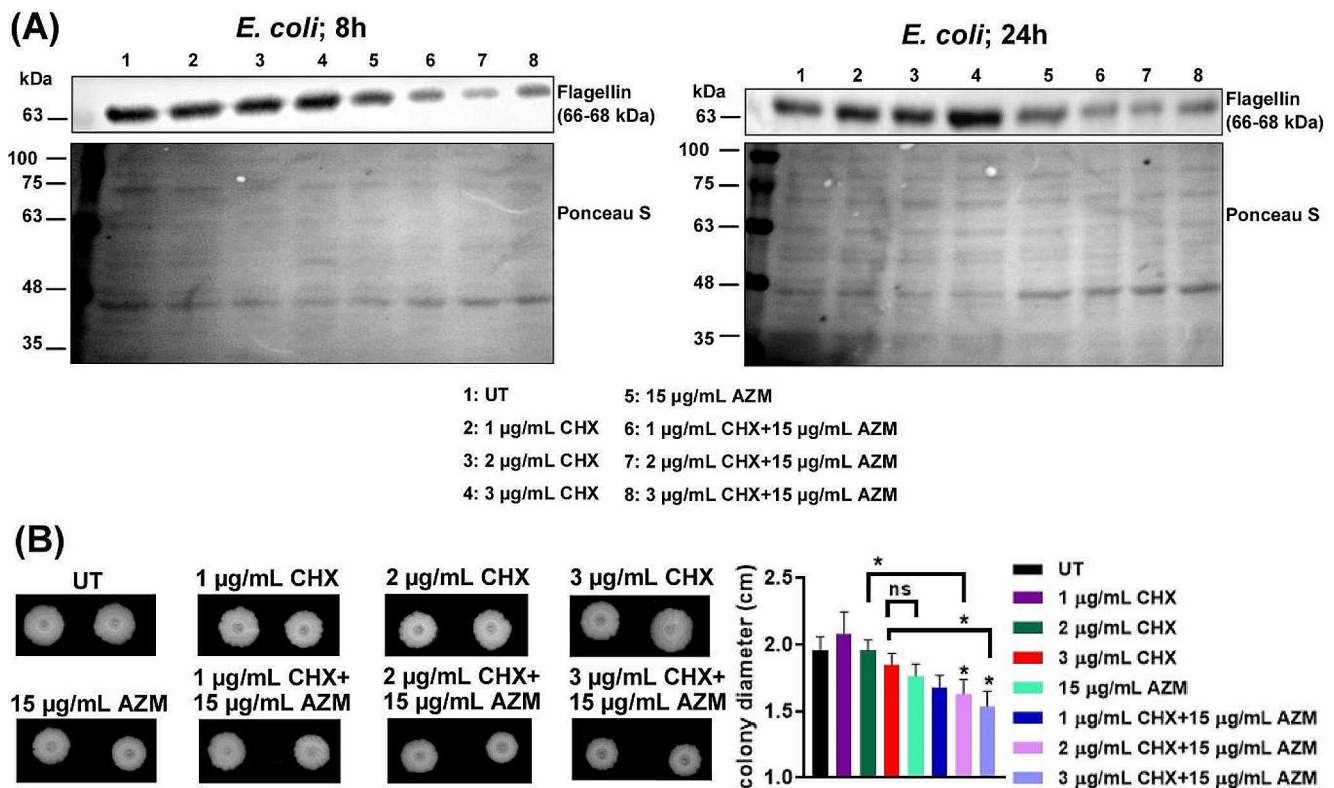 (A)
E. coli; 8h
1 2 3 4 5 6 7 8
kDa
63
Flagellin
(66-68 kDa)
100
75
63
48
35
Ponceau S
E. coli; 24h
1 2 3 4 5 6 7 8
kDa
63
Flagellin
(66-68 kDa)
100
75
63
48
35
Ponceau S
1: UT
2: 1 µg/mL CHX
3: 2 µg/mL CHX
4: 3 µg/mL CHX
5: 15 µg/mL AZM
6: 1 µg/mL CHX+15 µg/mL AZM
7: 2 µg/mL CHX+15 µg/mL AZM
8: 3 µg/mL CHX+15 µg/mL AZM
(B)
UT
1 µg/mL CHX
2 µg/mL CHX
3 µg/mL CHX
15 µg/mL AZM
1 µg/mL CHX+
15 µg/mL AZM
2 µg/mL CHX+
15 µg/mL AZM
3 µg/mL CHX+
15 µg/mL AZM
colony diameter (cm)
2.5
2.0
1.5
1.0
*
ns
*
*
*
UT
1 µg/mL CHX
2 µg/mL CHX
3 µg/mL CHX
15 µg/mL AZM
1 µg/mL CHX+15 µg/mL AZM
2 µg/mL CHX+15 µg/mL AZM
3 µg/mL CHX+15 µg/mL AZM